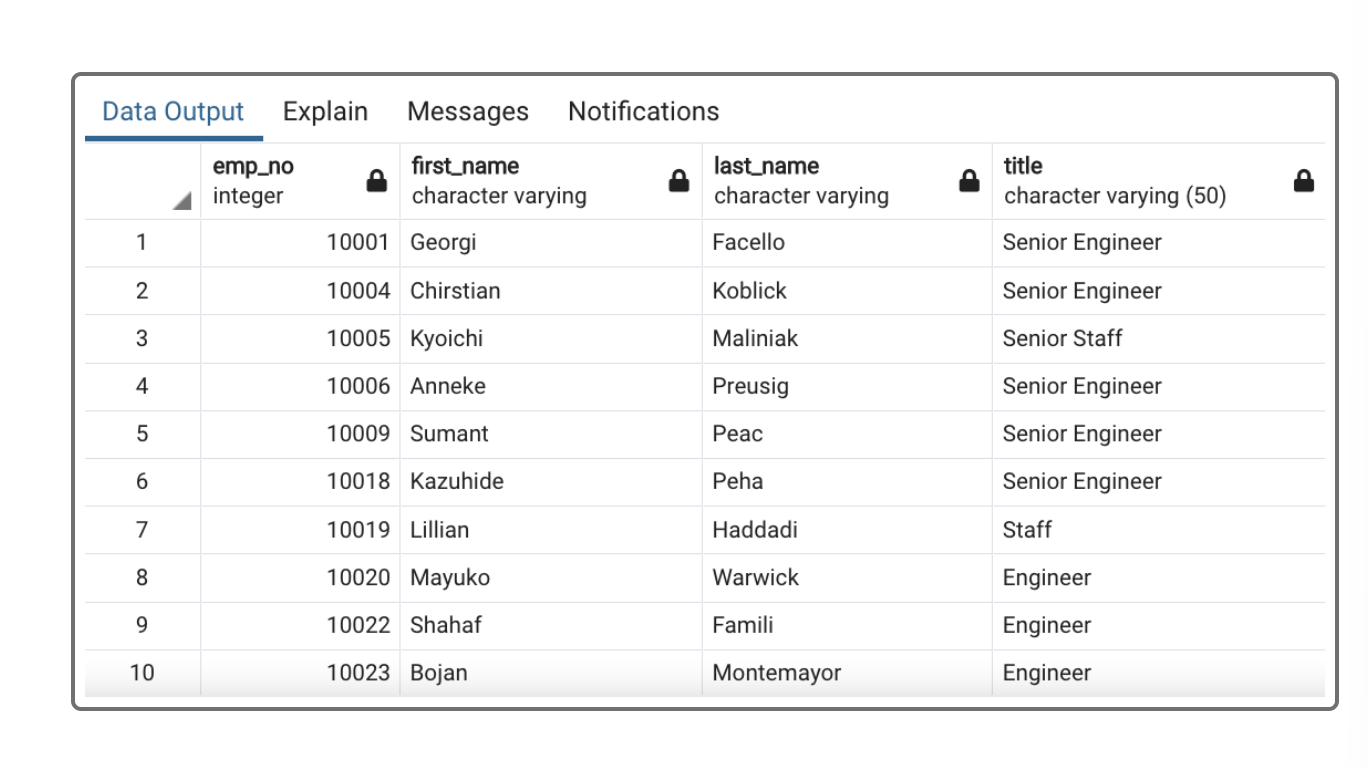 Data Output Explain Messages Notifications
emp_no first_name last_name title
integer character varying character varying character varying (50)
1 10001 Georgi Facello Senior Engineer
2 10004 Chirstian Koblick Senior Engineer
3 10005 Kyoichi Maliniak Senior Staff
4 10006 Anneke Preusig Senior Engineer
5 10009 Sumant Peac Senior Engineer
6 10018 Kazuhide Peha Senior Engineer
7 10019 Lillian Haddadi Staff
8 10020 Mayuko Warwick Engineer
9 10022 Shahaf Famili Engineer
10 10023 Bojan Montemayor Engineer